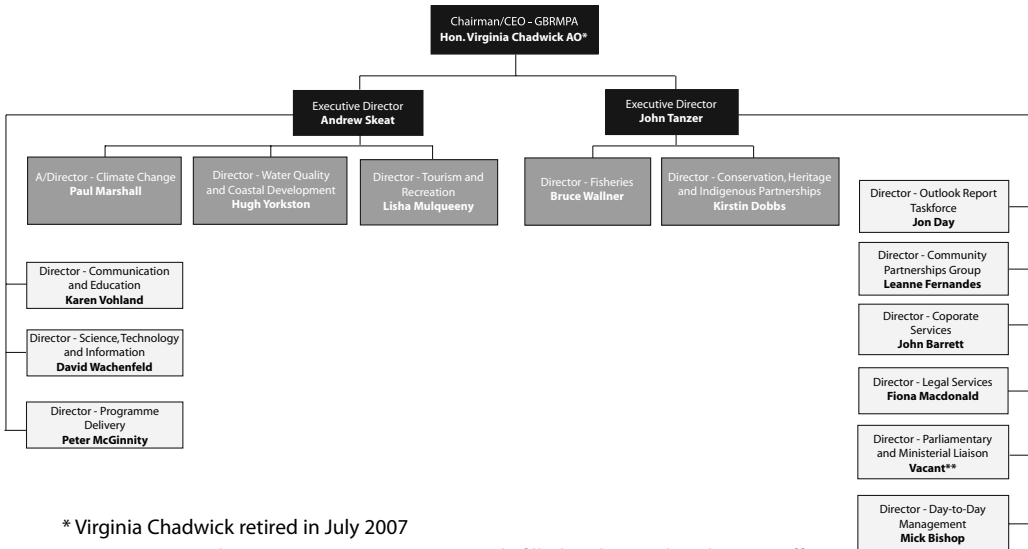 Chairman/CEO – GBRMPA
Hon. Virginia Chadwick AO*
Executive Director
Andrew Skeat
Executive Director
John Tanzer
A/Director - Climate Change
Paul Marshall
Director - Water Quality
and Coastal Development
Hugh Yorkston
Director - Tourism and
Recreation
Lisha Mulqueeny
Director - Fisheries
Bruce Wallner
Director - Conservation, Heritage
and Indigenous Partnerships
Kirstin Dobbs
Director - Communication
and Education
Karen Vohland
Director - Science, Technology
and Information
David Wachenfeld
Director - Programme
Delivery
Peter McGinnity
Director - Outlook Report
Taskforce
Jon Day
Director - Community
Partnerships Group
Leanne Fernandes
Director - Coporate
Services
John Barrett
Director - Legal Services
Fiona Macdonald
Director - Parliamentary
and Ministerial Liaison
Vacant**
Director - Day-to-Day
Management
Mick Bishop
* Virginia Chadwick retired in July 2007